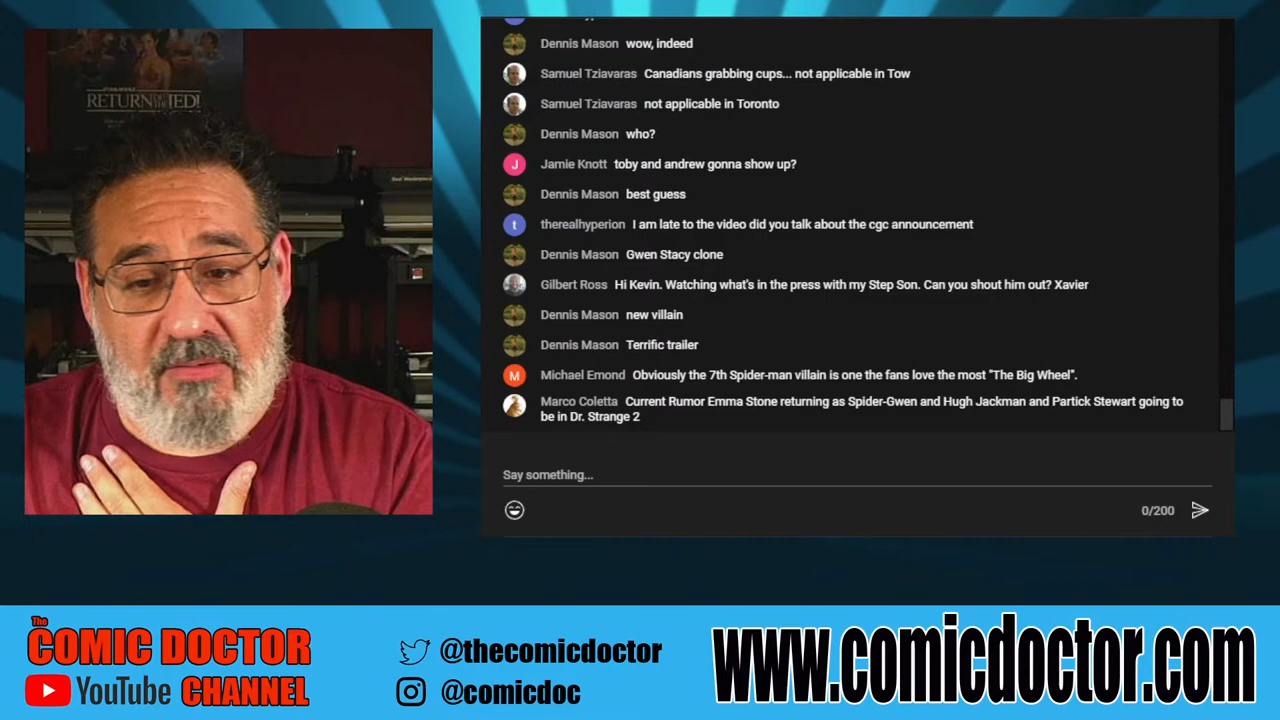 STAR WARS
RETURN OF THE JEDI
Dennis Mason wow, indeed
Samuel Tziavaras Canadians grabbing cups... not applicable in Tow
Samuel Tziavaras not applicable in Toronto
Dennis Mason who?
J Jamie Knott toby and andrew gonna show up?
Dennis Mason best guess
t therealhyperion I am late to the video did you talk about the cgc announcement
Dennis Mason Gwen Stacy clone
Gilbert Ross Hi Kevin. Watching what's in the press with my Step Son. Can you shout him out? Xavier
Dennis Mason new villain
Dennis Mason Terrific trailer
M Michael Emond Obviously the 7th Spider-man villain is one the fans love the most "The Big Wheel".
Marco Coletta Current Rumor Emma Stone returning as Spider-Gwen and Hugh Jackman and Partick Stewart going to
be in Dr. Strange 2
Say something...
0/200
The
COMIC DOCTOR
YouTube CHANNEL
@thecomicdoctor
@comicdoc
www.comicdoctor.com